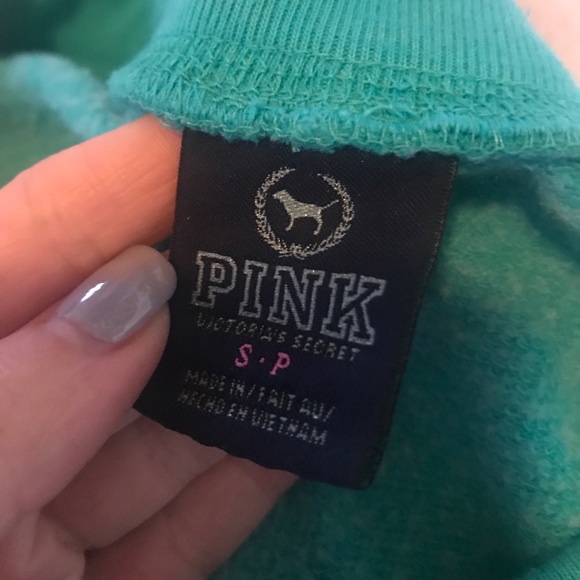 PINK
VICTORIA'S SECRET
S·P
MADE IN/FAIT AU/
HECHO EN VIETNAM